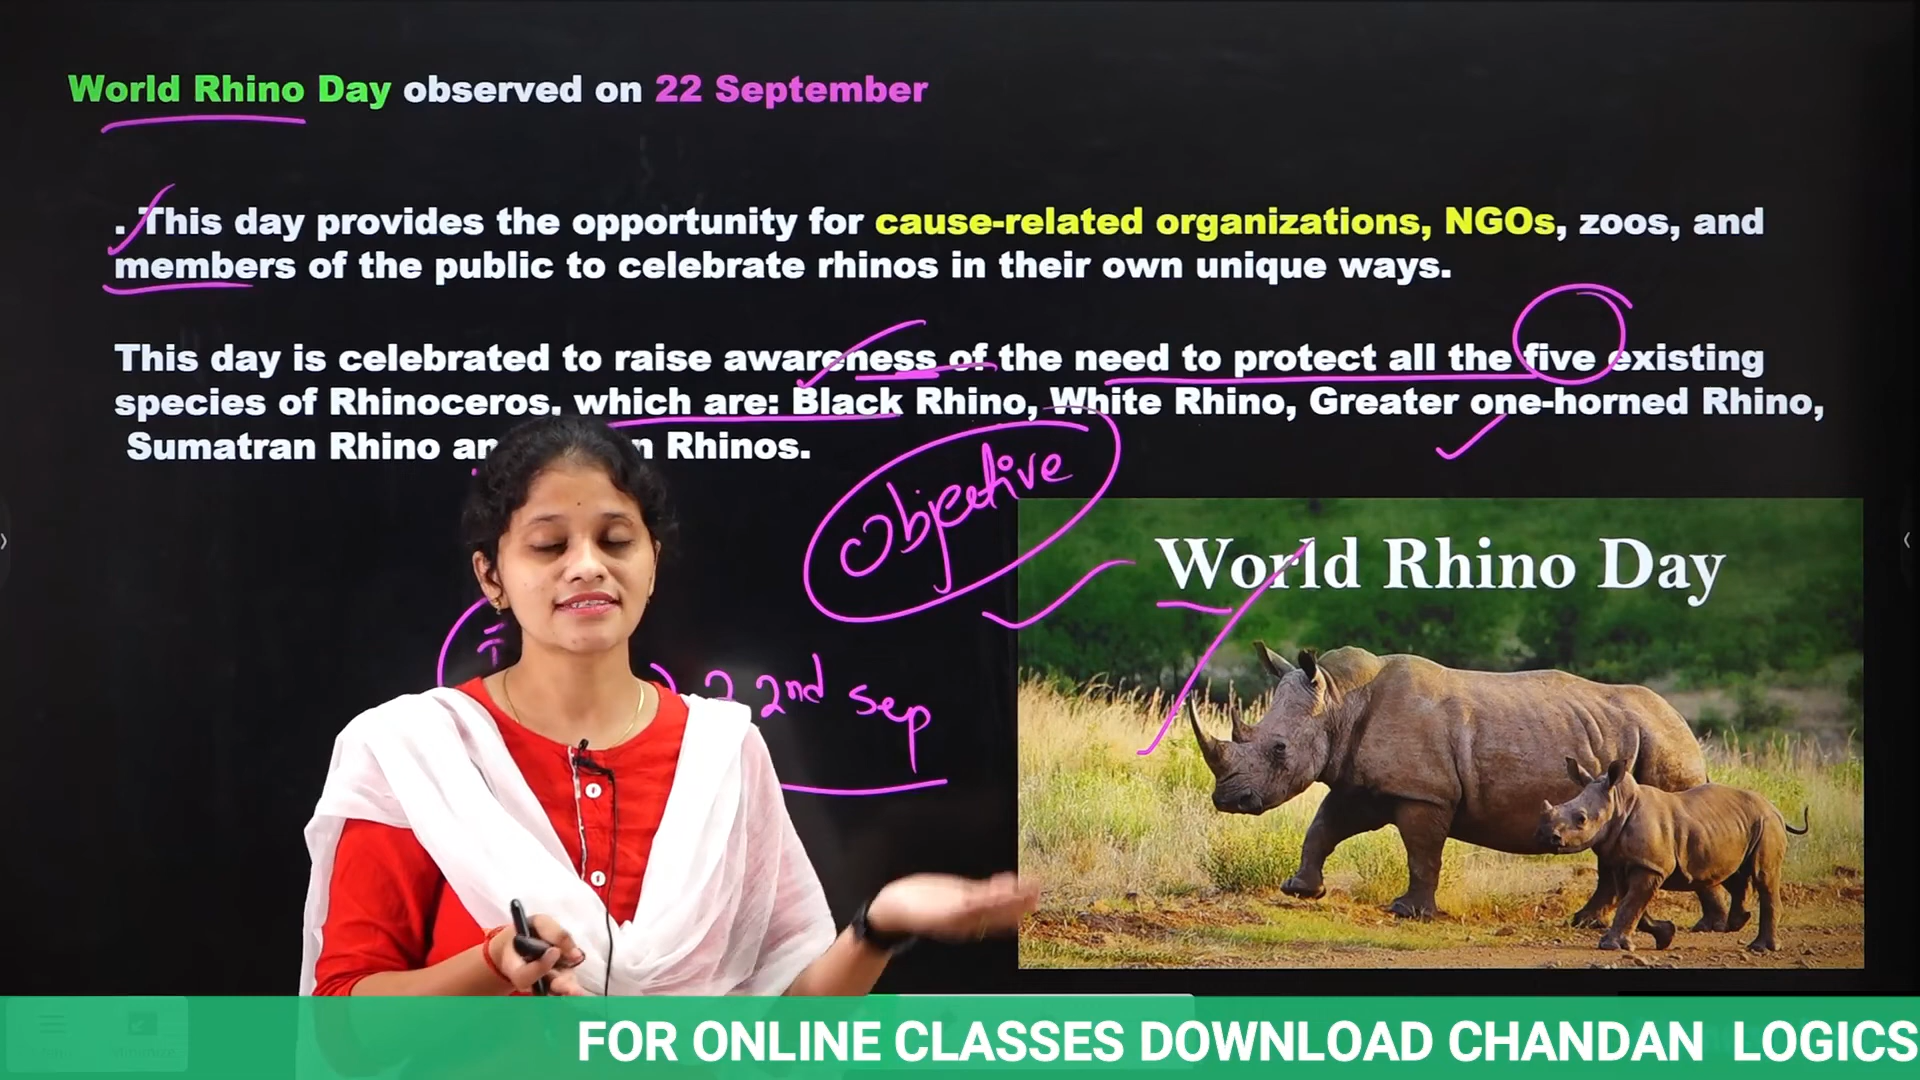 World Rhino Day observed on 22 September
. This day provides the opportunity for cause-related organizations, NGOs, zoos, and
members of the public to celebrate rhinos in their own unique ways.
This day is celebrated to raise awareness of the need to protect all the five existing
species of Rhinoceros. which are: Black Rhino, White Rhino, Greater one-horned Rhino,
Sumatran Rhino Rhinos.
Objective
World Rhino Day
22nd Sep
FOR ONLINE CLASSES DOWNLOAD CHANDAN LOGICS